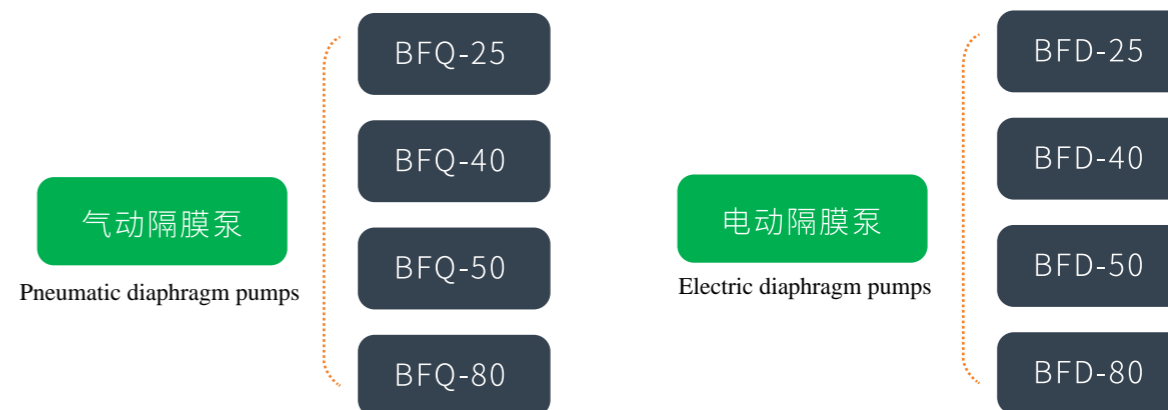 气动隔膜泵
Pneumatic diaphragm pumps
BFQ-25
BFQ-40
BFQ-50
BFQ-80
电动隔膜泵
Electric diaphragm pumps
BFD-25
BFD-40
BFD-50
BFD-80